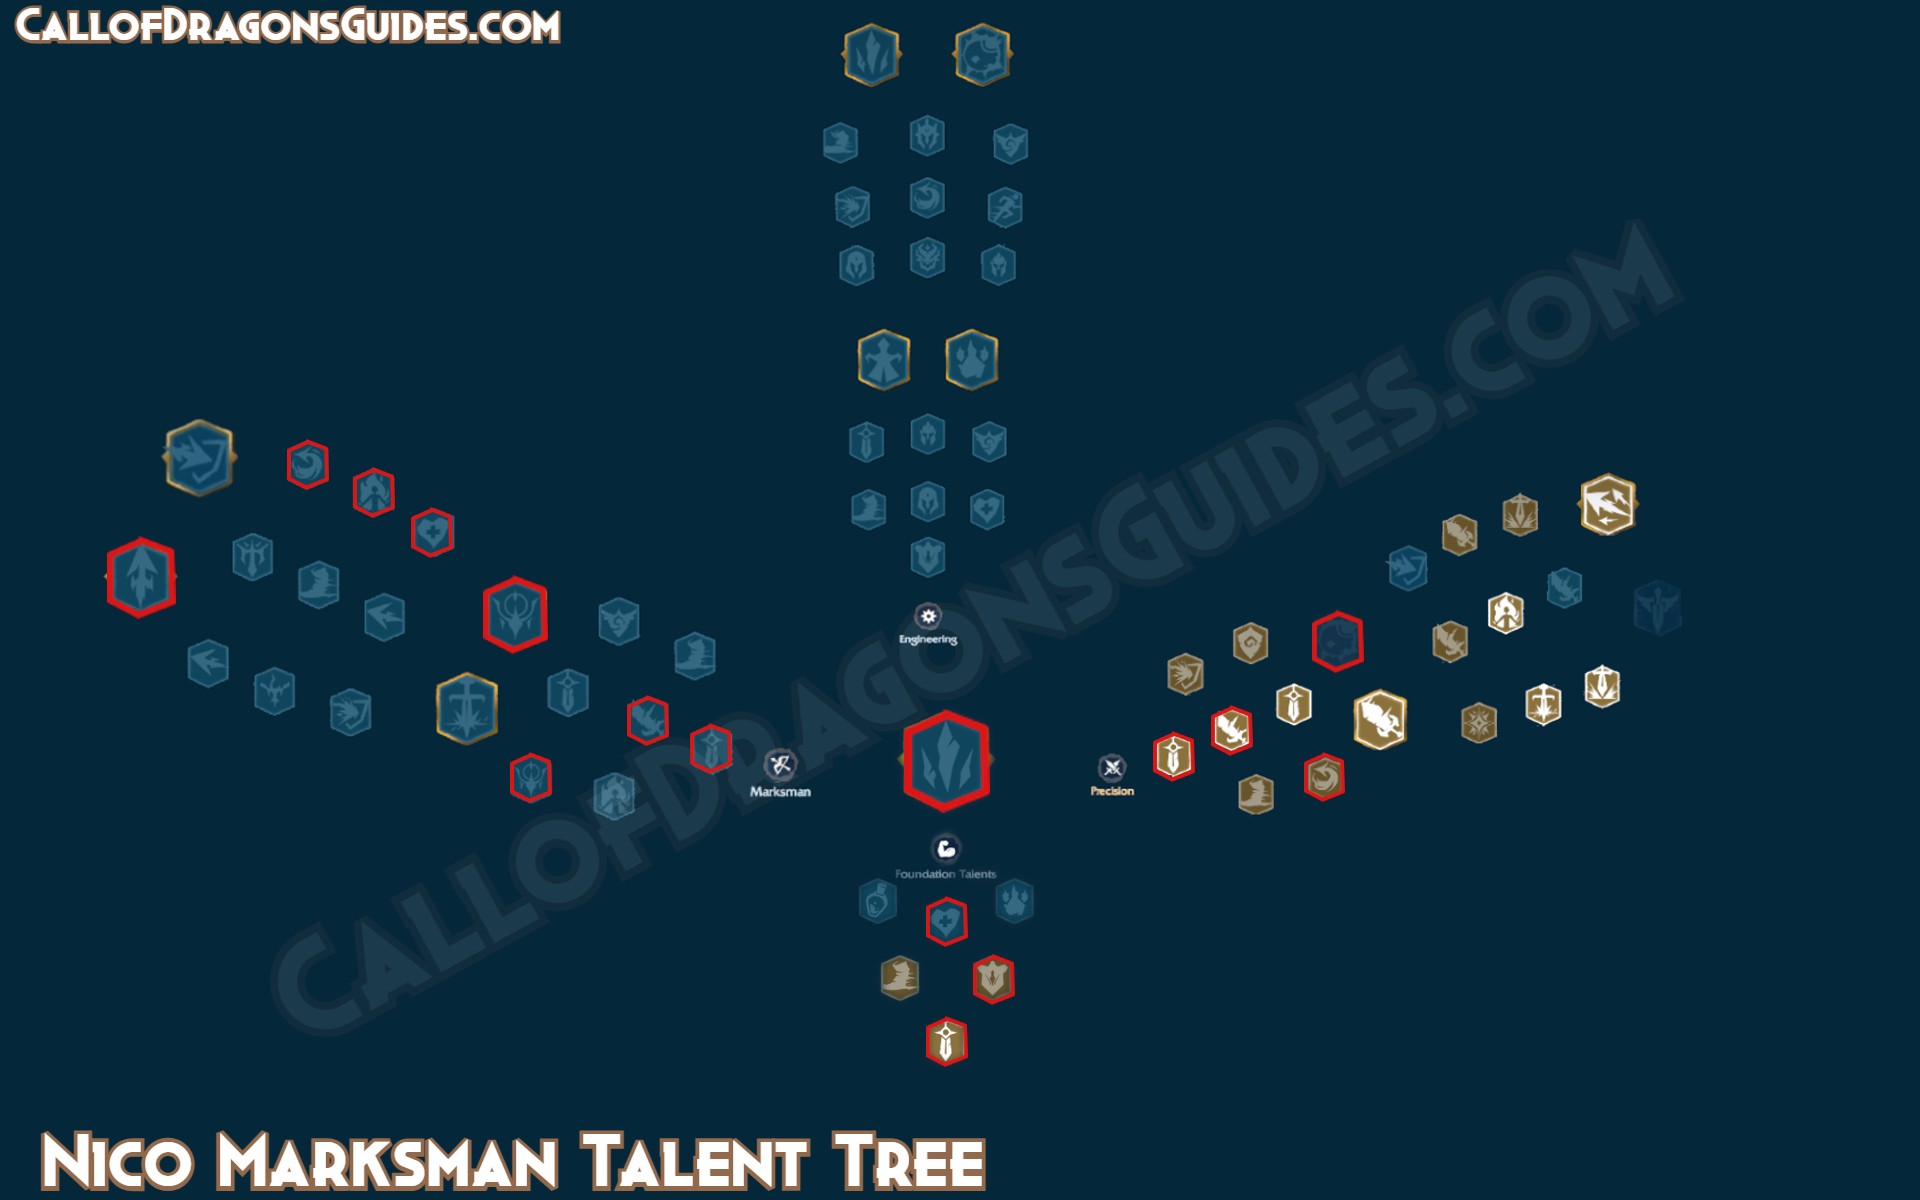 CallofDragonsGuides.com
CallofDragonsGuides.com
Engineering
Marksman
Precision
Foundation Talents
Nico Marksman Talent Tree